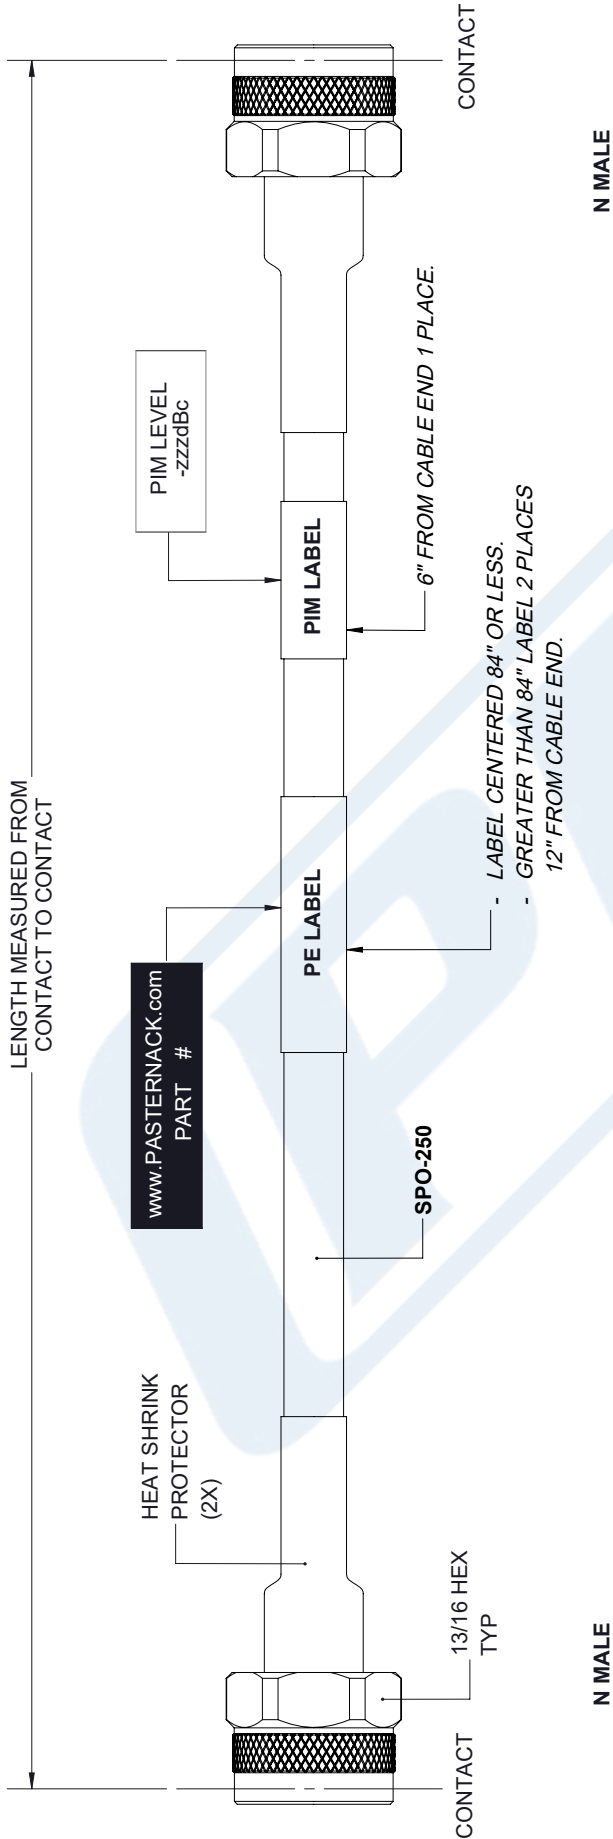 LENGTH MEASURED FROM
CONTACT TO CONTACT
www.PASTERNACK.com
PART #
PIM LEVEL
-zzzdBc
HEAT SHRINK
PROTECTOR
(2X)
PE LABEL
PIM LABEL
13/16 HEX
TYP
SPO-250
6" FROM CABLE END 1 PLACE.
- LABEL CENTERED 84" OR LESS.
- GREATER THAN 84" LABEL 2 PLACES
12" FROM CABLE END.
CONTACT
CONTACT
N MALE
N MALE